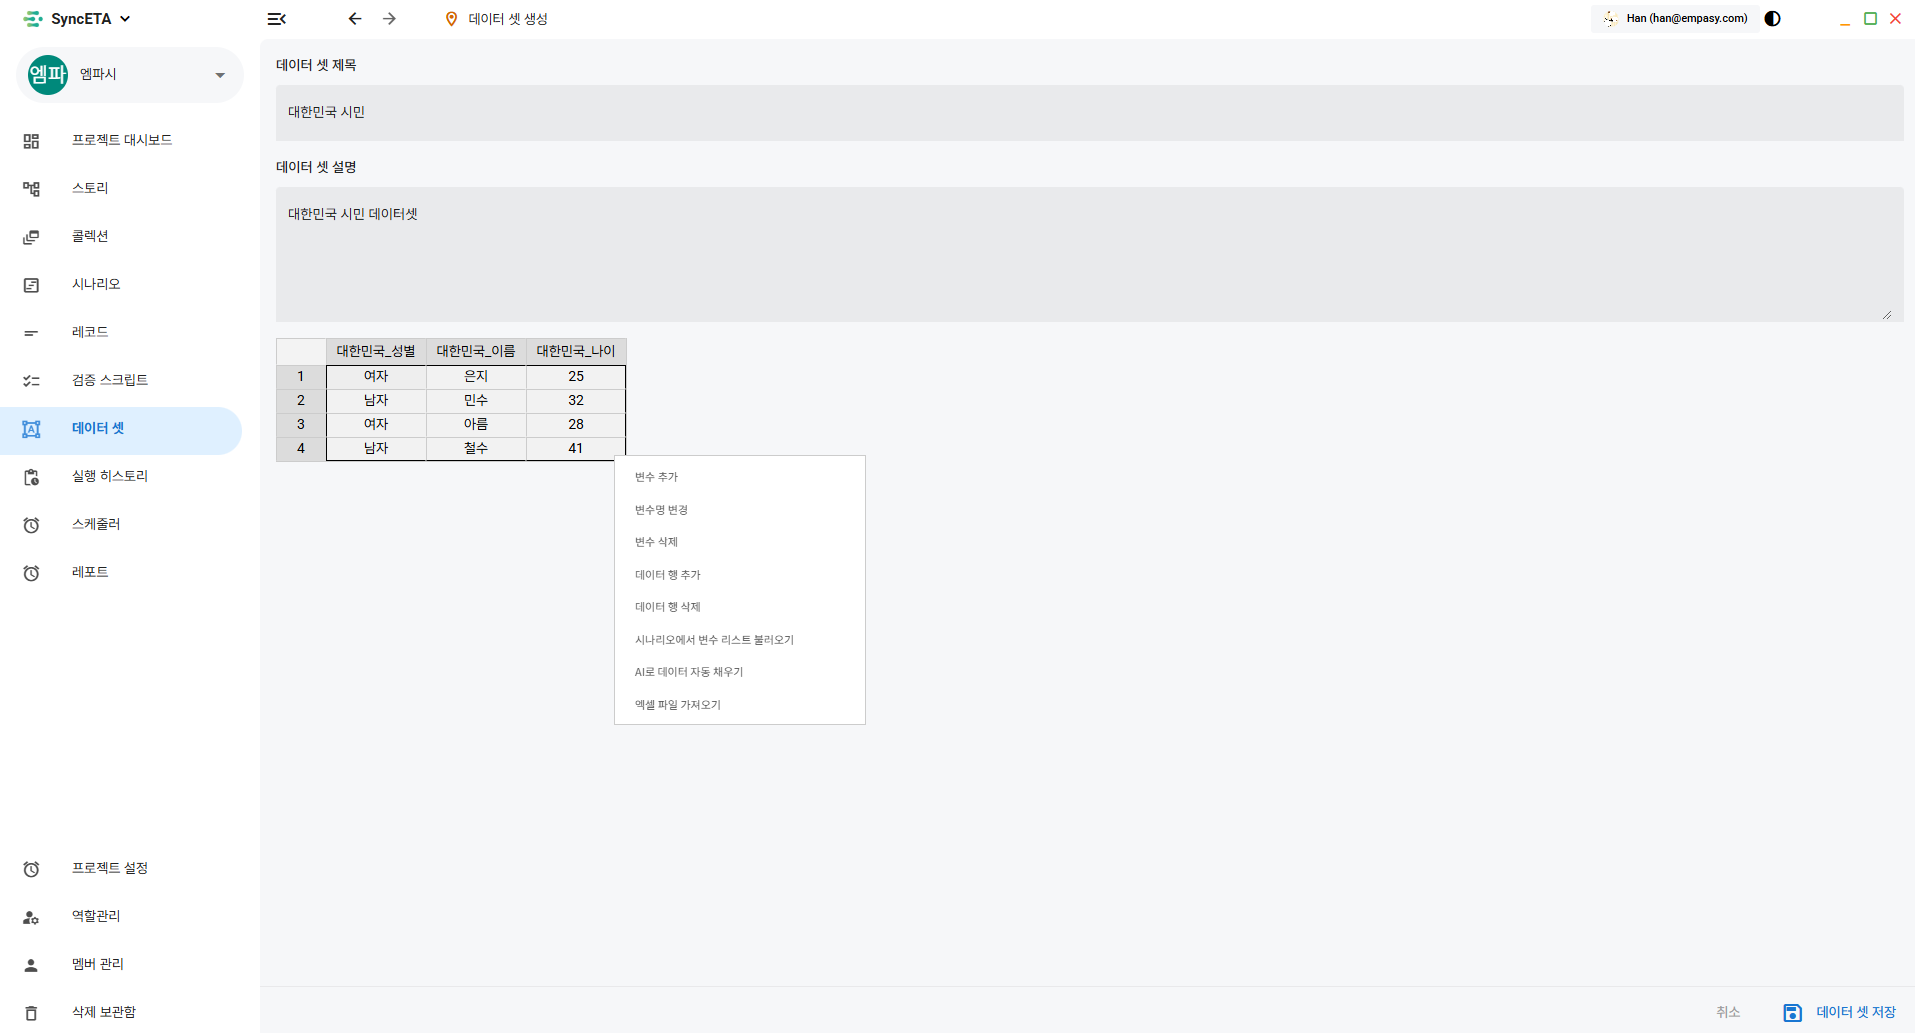 SyncETA
데이터 셋 생성
Han (han@empasy.com)
엠파
엠파시
프로젝트 대시보드
스토리
콜렉션
시나리오
레코드
검증 스크립트
데이터 셋
실행 히스토리
스케줄러
레포트
프로젝트 설정
역할관리
멤버 관리
삭제 보관함
데이터 셋 제목
대한민국 시민
데이터 셋 설명
대한민국 시민 데이터셋
대한민국_성별 대한민국_이름 대한민국_나이
1 여자 은지 25
2 남자 민수 32
3 여자 아름 28
4 남자 철수 41
변수 추가
변수명 변경
변수 삭제
데이터 행 추가
데이터 행 삭제
시나리오에서 변수 리스트 불러오기
AI로 데이터 자동 채우기
엑셀 파일 가져오기
취소
데이터 셋 저장